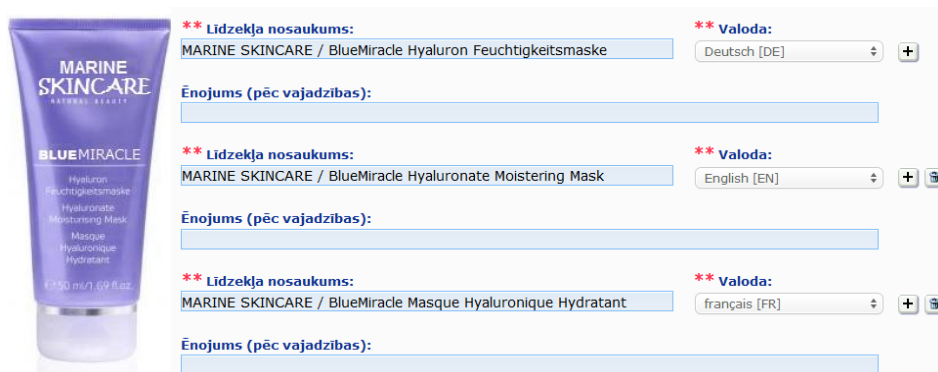 MARINE
SKINCARE
NATURAL BEAUTY
BLUEMIRACLE
Hyaluron
Feuchtigkeitsmaske
Hyaluronate
Moisturising Mask
Masque
Hyaluronique
Hydratant
℮150 ml/1.69 fl.oz.
** Līdzekļa nosaukums:
** Valoda:
MARINE SKINCARE / BlueMiracle Hyaluron Feuchtigkeitsmaske
Deutsch [DE]
Ēnojums (pēc vajadzības):
** Līdzekļa nosaukums:
** Valoda:
MARINE SKINCARE / BlueMiracle Hyaluronate Moistering Mask
English [EN]
Ēnojums (pēc vajadzības):
** Līdzekļa nosaukums:
** Valoda:
MARINE SKINCARE / BlueMiracle Masque Hyaluronique Hydratant
français [FR]
Ēnojums (pēc vajadzības):